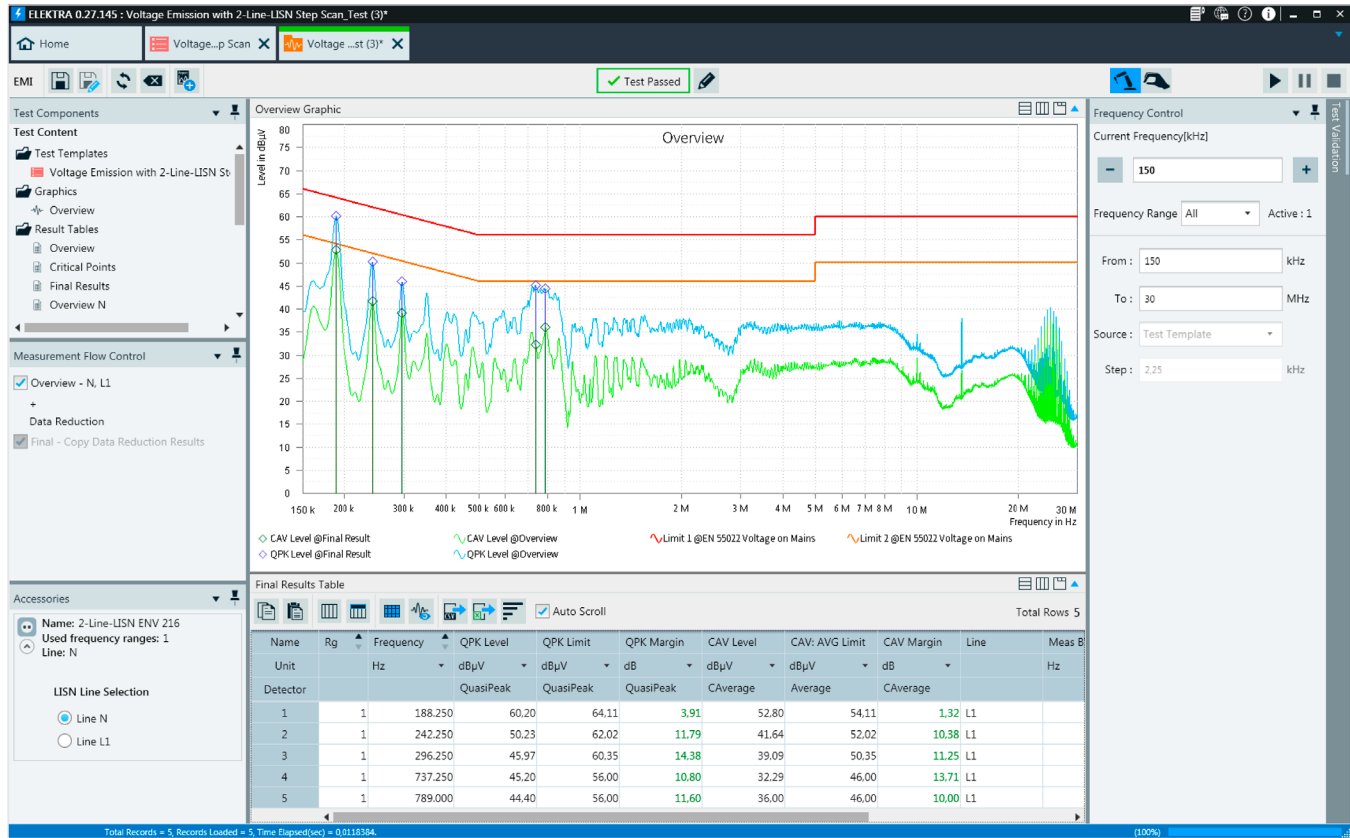 ELEKTRA 0.27.145 : Voltage Emission with 2-Line-LISN Step Scan_Test (3)*
Home
Voltage...p Scan
Voltage ...st (3)*
EMI
Test Passed
Test Components
Test Content
Test Templates
Voltage Emission with 2-Line-LISN St
Graphics
Overview
Result Tables
Overview
Critical Points
Final Results
Overview N
Measurement Flow Control
Overview - N, L1
+
Data Reduction
Final - Copy Data Reduction Results
Accessories
Name: 2-Line-LISN ENV 216
Used frequency ranges: 1
Line: N
LISN Line Selection
Line N
Line L1
Overview Graphic
Overview
Level in dBµV
80
75
70
65
60
55
50
45
40
35
30
25
20
15
10
5
0
150 k 200 k 300 k 400 k 500 k 600 k 800 k 1 M 2 M 3 M 4 M 5 M 6 M 7 M 8 M 10 M 20 M 30 M
Frequency in Hz
CAV Level @Final Result CAV Level @Overview Limit 1 @EN 55022 Voltage on Mains Limit 2 @EN 55022 Voltage on Mains
QPK Level @Final Result QPK Level @Overview
Final Results Table
Auto Scroll
Total Rows 5
Name Rg Frequency QPK Level QPK Limit QPK Margin CAV Level CAV: AVG Limit CAV Margin Line Meas B
Unit Hz dBµV dBµV dB dBµV dBµV dB Hz
Detector QuasiPeak QuasiPeak QuasiPeak CAverage Average CAverage
1 1 188.250 60,20 64,11 3,91 52,80 54,11 1,32 L1
2 1 242.250 50,23 62,02 11,79 41,64 52,02 10,38 L1
3 1 296.250 45,97 60,35 14,38 39,09 50,35 11,25 L1
4 1 737.250 45,20 56,00 10,80 32,29 46,00 13,71 L1
5 1 789.000 44,40 56,00 11,60 36,00 46,00 10,00 L1
Frequency Control
Current Frequency[kHz]
150
Frequency Range All Active : 1
From : 150 kHz
To : 30 MHz
Source : Test Template
Step : 2,25 kHz
Test Validation
Total Records = 5, Records Loaded = 5, Time Elapsed(sec) = 0,0118384.
(100%)